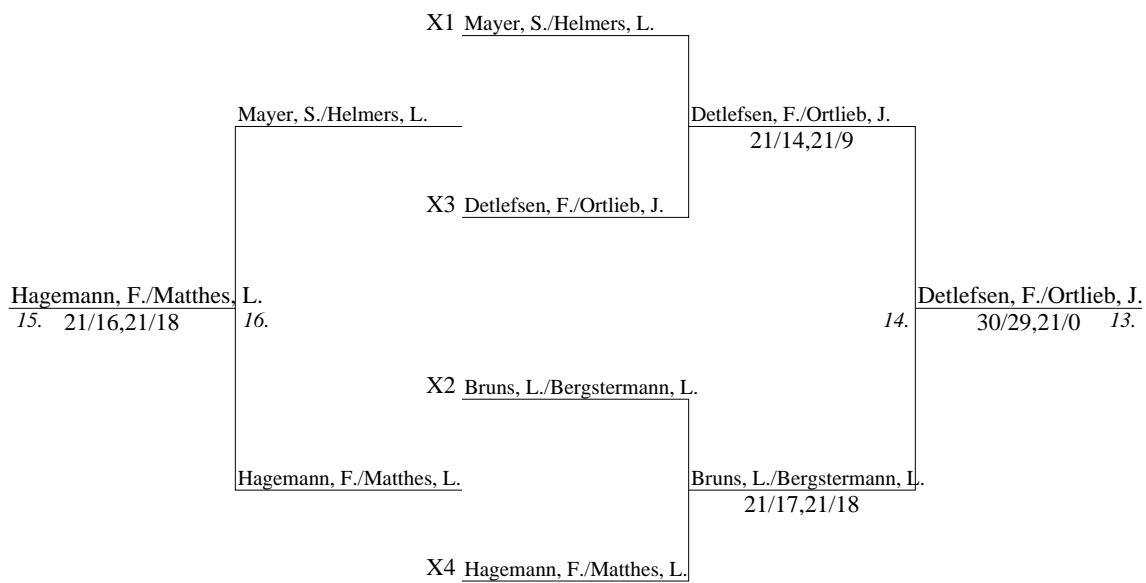 X1 Mayer, S./Helmers, L.
Mayer, S./Helmers, L.
Detlefsen, F./Ortlieb, J.
21/14,21/9
X3 Detlefsen, F./Ortlieb, J.
Hagemann, F./Matthes, L.
15. 21/16,21/18 16.
Detlefsen, F./Ortlieb, J.
14. 30/29,21/0 13.
X2 Bruns, L./Bergstermann, L.
Hagemann, F./Matthes, L.
Bruns, L./Bergstermann, L.
21/17,21/18
X4 Hagemann, F./Matthes, L.